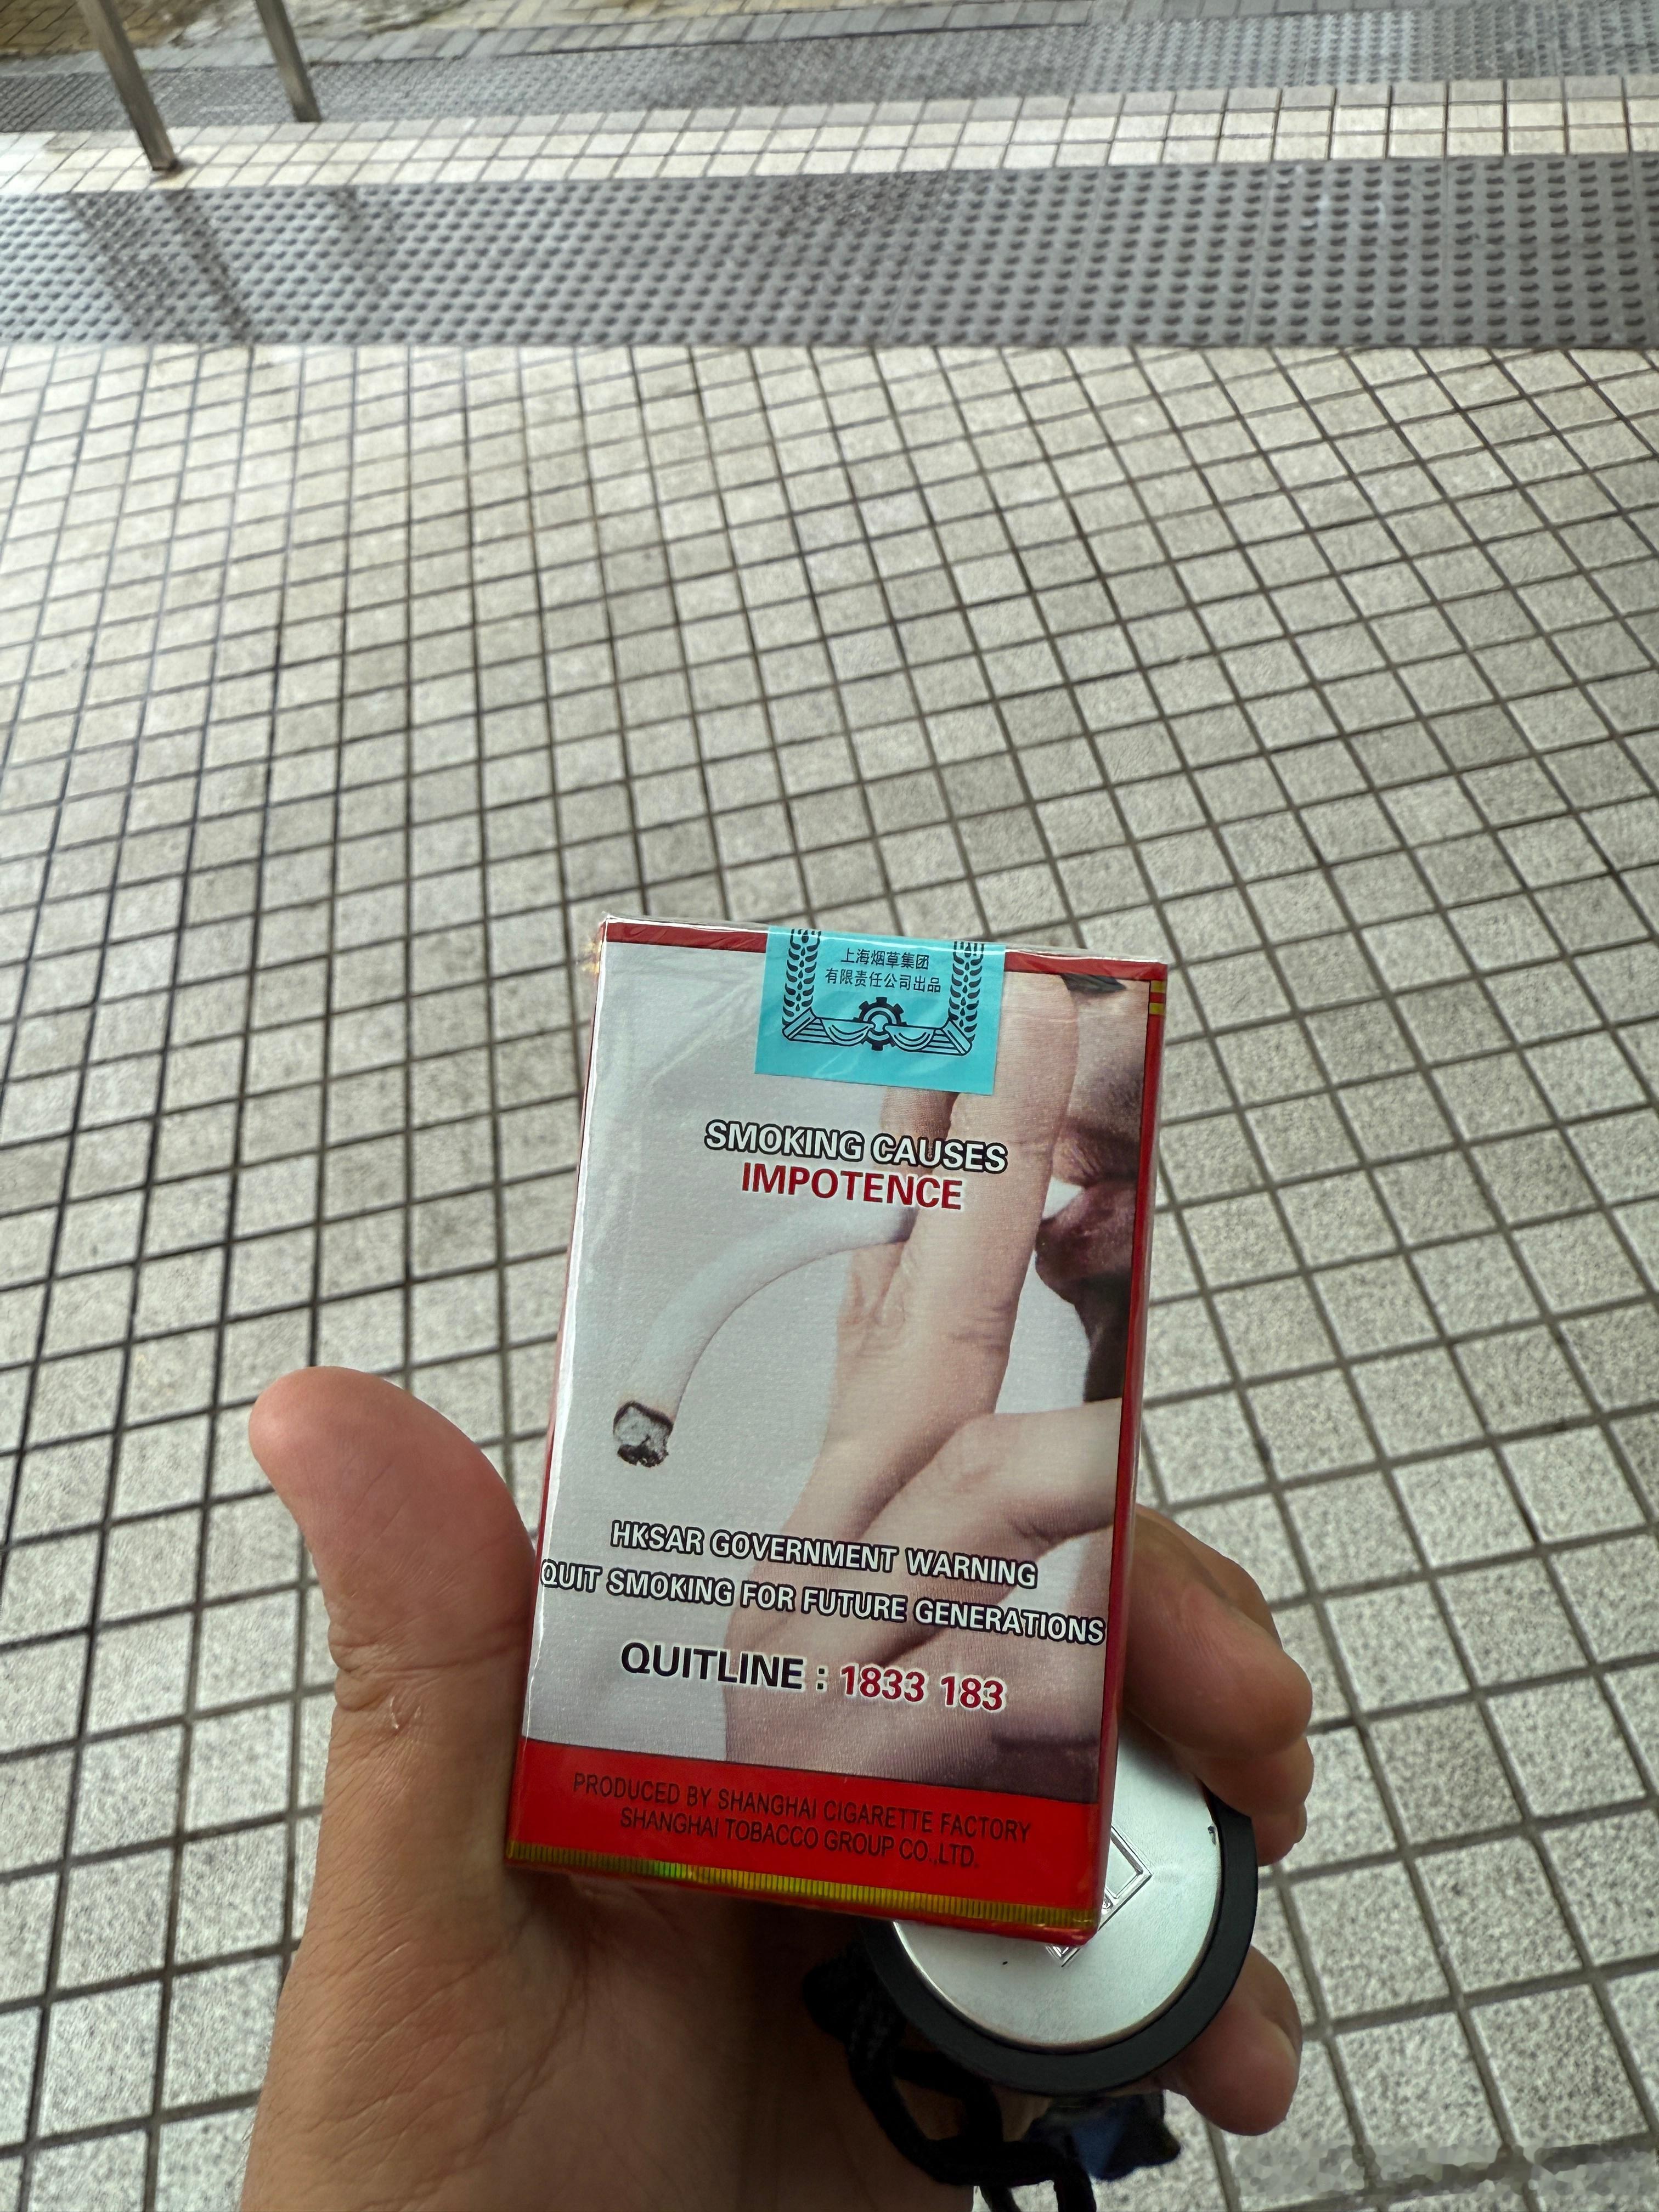 上海烟草集团
有限责任公司出品
SMOKING CAUSES
IMPOTENCE
HKSAR GOVERNMENT WARNING
QUIT SMOKING FOR FUTURE GENERATIONS
QUITLINE : 1833 183
PRODUCED BY SHANGHAI CIGARETTE FACTORY
SHANGHAI TOBACCO GROUP CO.,LTD.